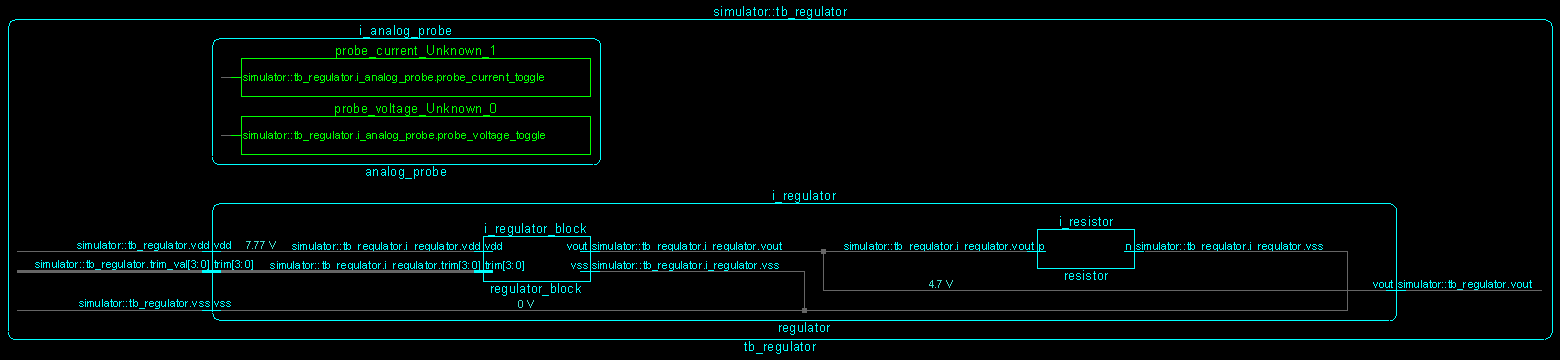 simulator::tb_regulator
i_analog_probe
probe_current_Unknown_1
simulator::tb_regulator.i_analog_probe.probe_current_toggle
probe_voltage_Unknown_0
simulator::tb_regulator.i_analog_probe.probe_voltage_toggle
analog_probe
i_regulator
i_regulator_block
i_resistor
simulator::tb_regulator.vdd vdd 7.77 V simulator::tb_regulator.i_regulator.vdd vdd vout simulator::tb_regulator.i_regulator.vout simulator::tb_regulator.i_regulator.vout p n simulator::tb_regulator.i_regulator.vss
simulator::tb_regulator.trim_val[3:0] trim[3:0] simulator::tb_regulator.i_regulator.trim[3:0] trim[3:0] vss simulator::tb_regulator.i_regulator.vss
resistor
regulator_block 4.7 V vout simulator::tb_regulator.vout
simulator::tb_regulator.vss vss 0 V
regulator
tb_regulator